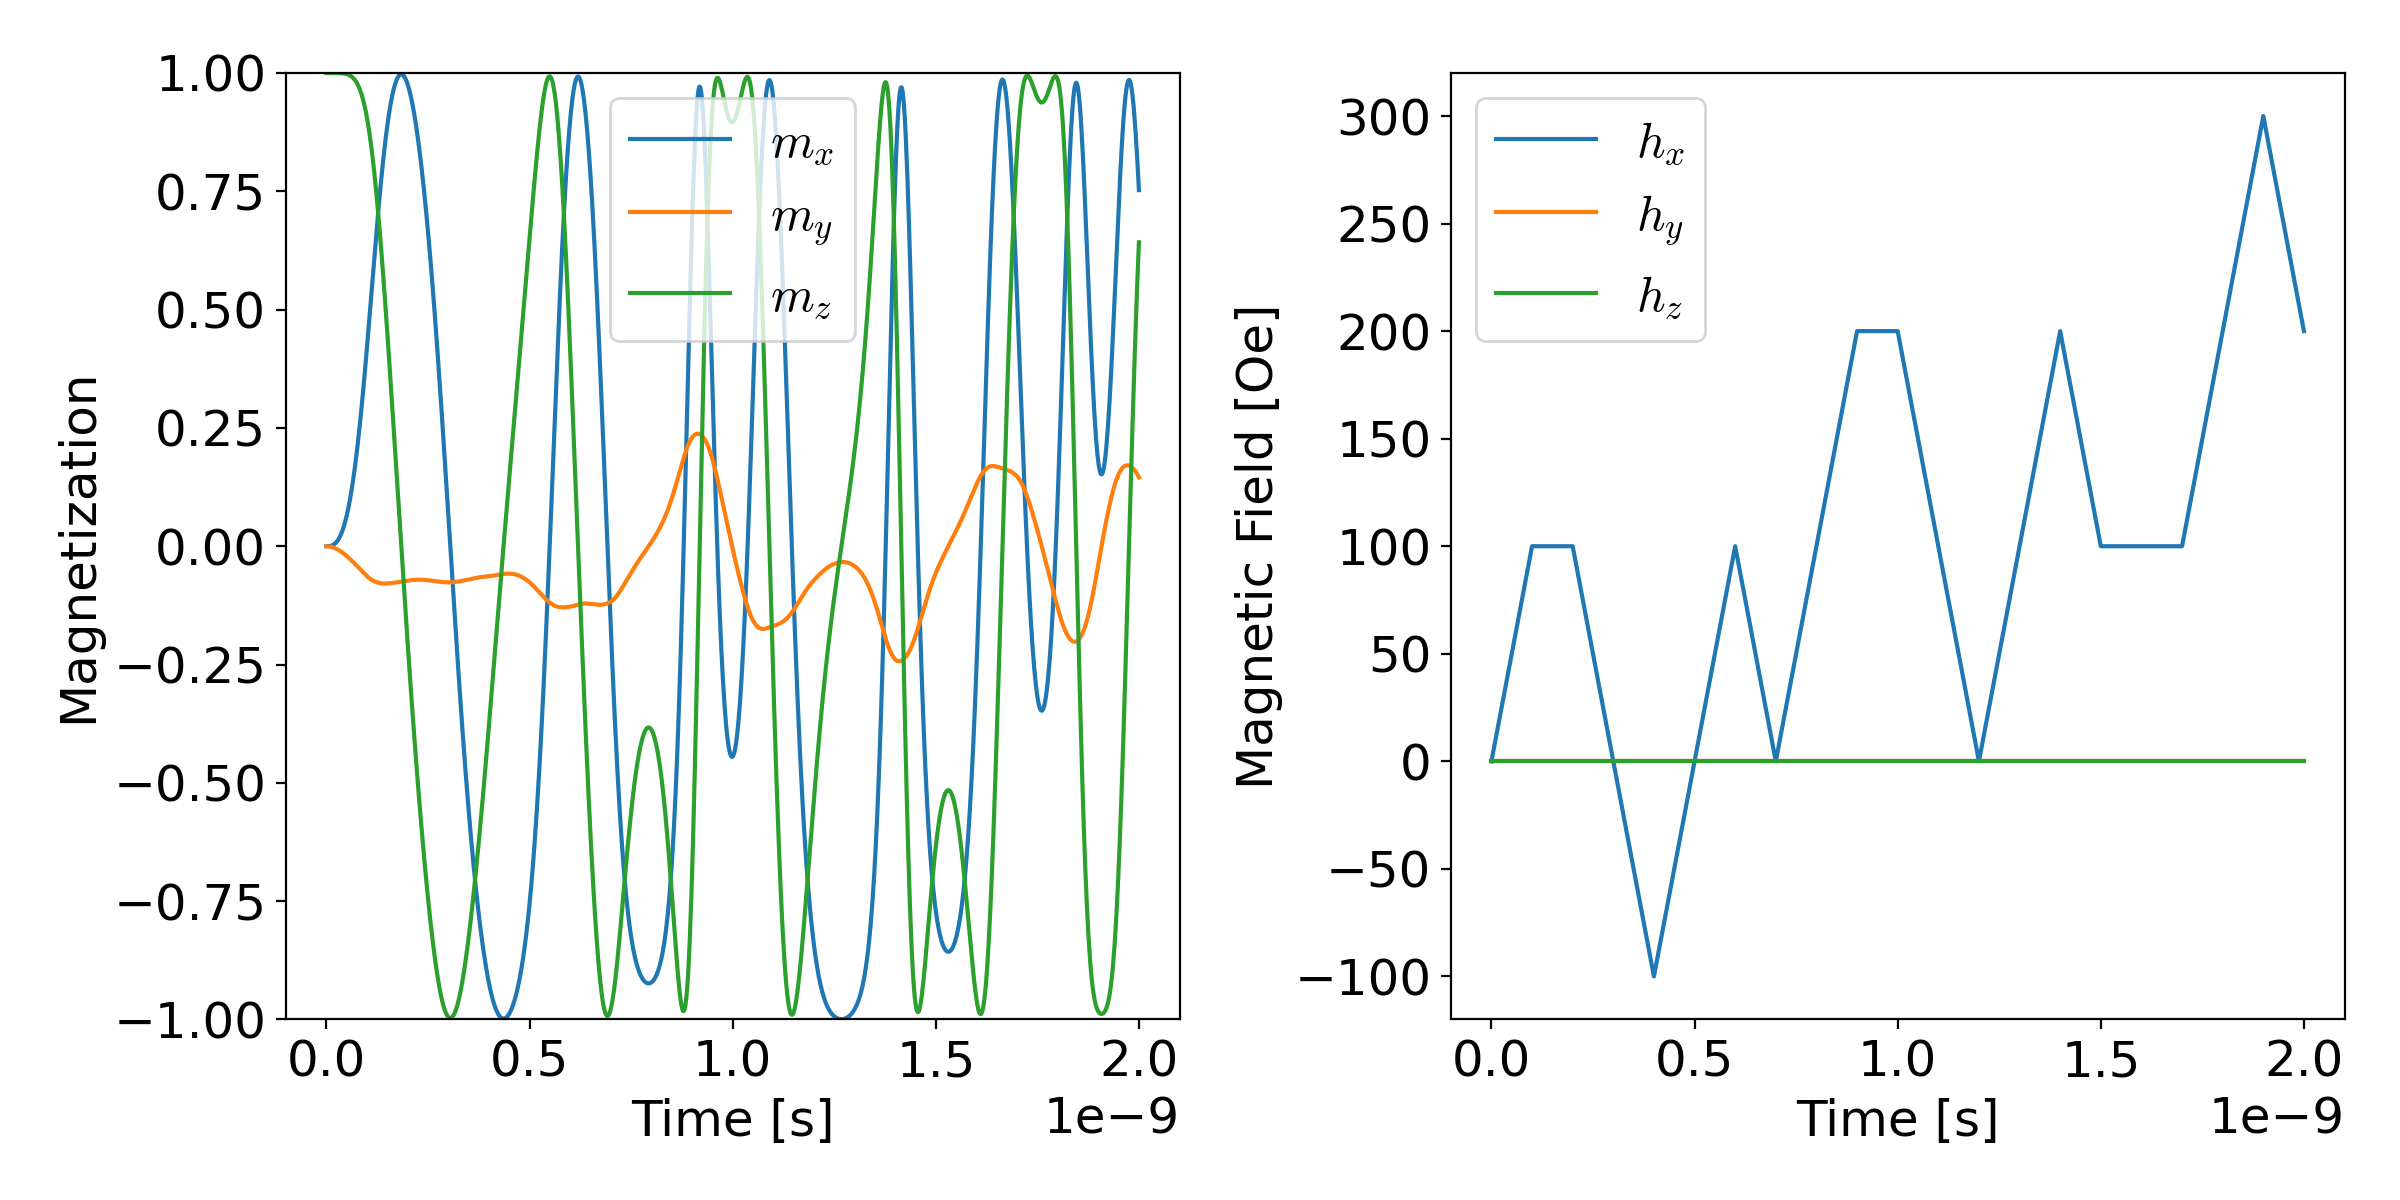 Magnetization
1.00
0.75
0.50
0.25
0.00
−0.25
−0.50
−0.75
−1.00
m_x
m_y
m_z
0.0 0.5 1.0 1.5 2.0
Time [s]
1e−9
Magnetic Field [Oe]
300
250
200
150
100
50
0
−50
−100
h_x
h_y
h_z
0.0 0.5 1.0 1.5 2.0
Time [s]
1e−9